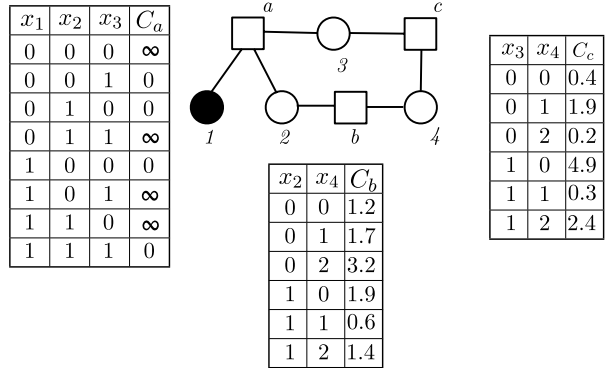 x₁ x₂ x₃ Cₐ
0 0 0 ∞
0 0 1 0
0 1 0 0
0 1 1 ∞
1 0 0 0
1 0 1 ∞
1 1 0 ∞
1 1 1 0
a
c
3
1
2
b
4
x₃ x₄ C_c
0 0 0.4
0 1 1.9
0 2 0.2
1 0 4.9
1 1 0.3
1 2 2.4
x₂ x₄ C_b
0 0 1.2
0 1 1.7
0 2 3.2
1 0 1.9
1 1 0.6
1 2 1.4